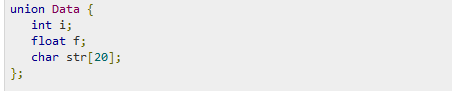 union Data {
   int i;
   float f;
   char str[20];
};